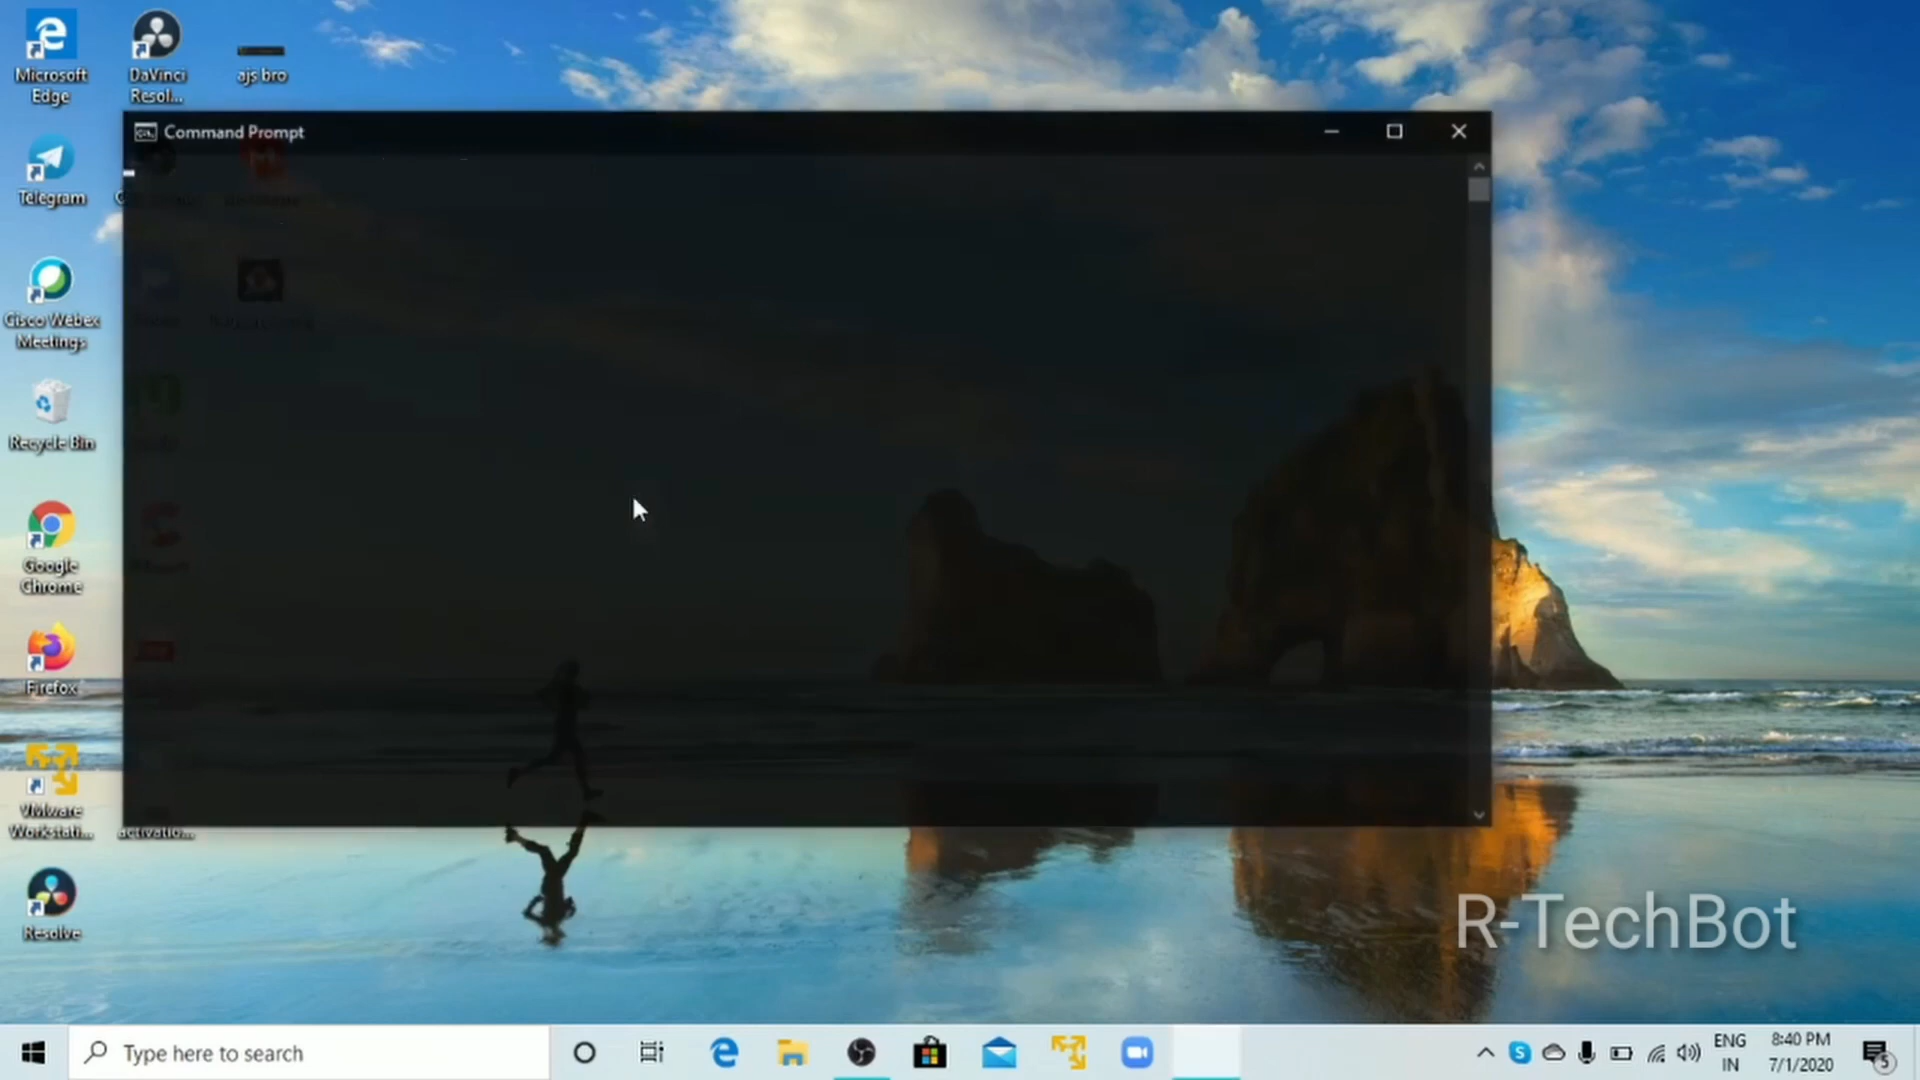 Microsoft
Edge
DaVinci
Resol...
ajs bro
Command Prompt
Telegram
Cisco Webex
Meetings
Recycle Bin
Google
Chrome
Firefox
VMware
Workstati...
activatio...
Resolve
R-TechBot
Type here to search
ENG
IN
8:40 PM
7/1/2020
5